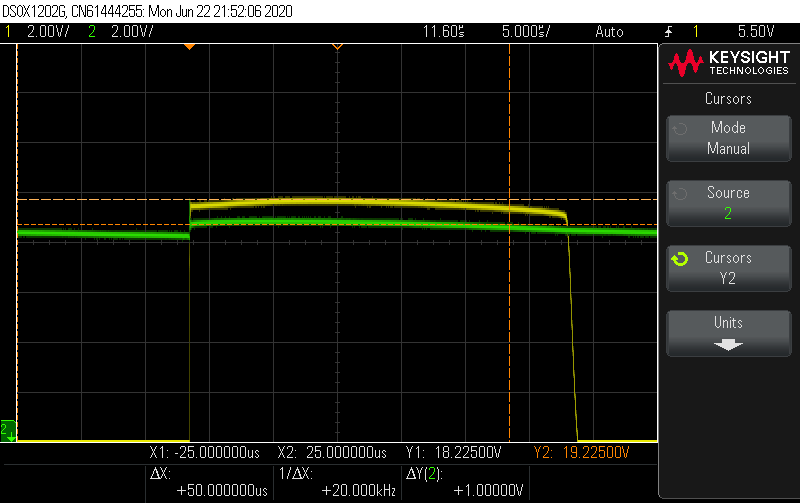 DSOX1202G, CN61444255: Mon Jun 22 21:52:06 2020
1 2.00V/ 2 2.00V/ 11.60s 5.000s/ Auto 1 5.50V
KEYSIGHT
TECHNOLOGIES
Cursors
Mode
Manual
Source
2
Cursors
Y2
Units
2
X1: -25.000000us X2: 25.000000us Y1: 18.22500V Y2: 19.22500V
ΔX: 1/ΔX: ΔY(2):
+50.000000us +20.000kHz +1.00000V